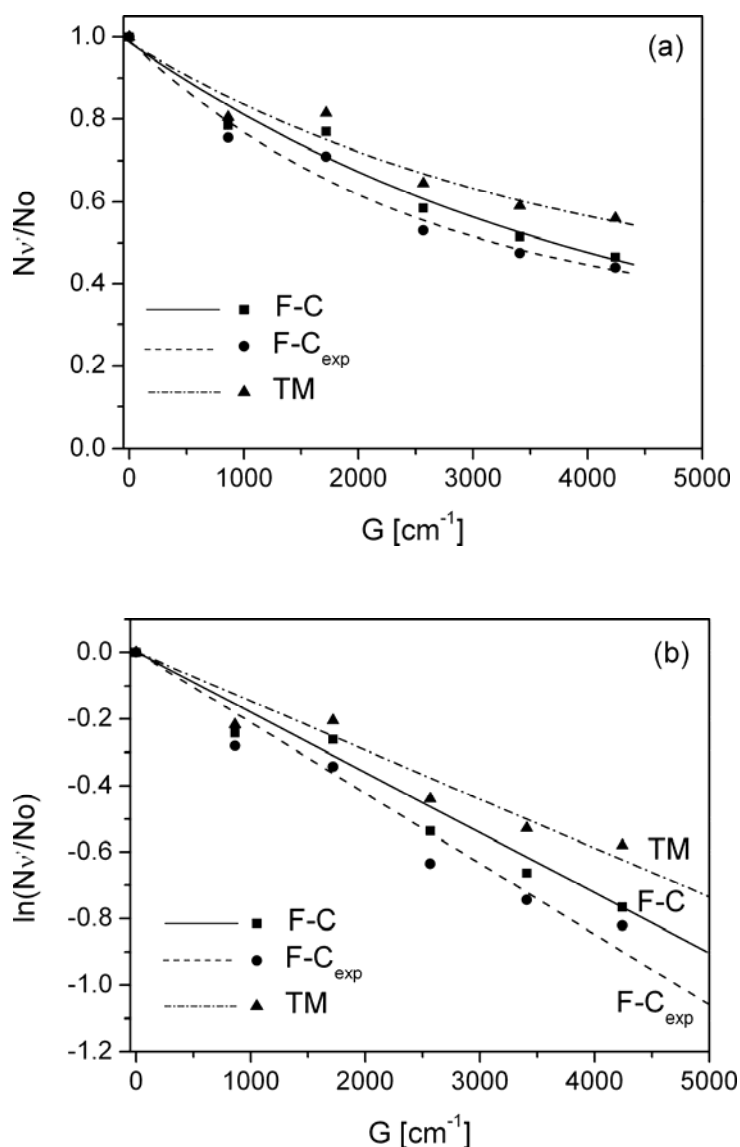 (a)
1.0
0.8
0.6
0.4
0.2
0.0
Nν'/No
F-C
F-Cexp
TM
0 1000 2000 3000 4000 5000
G [cm-1]
(b)
0.0
-0.2
-0.4
-0.6
-0.8
-1.0
-1.2
ln(Nν'/No)
TM
F-C
F-Cexp
F-C
F-Cexp
TM
0 1000 2000 3000 4000 5000
G [cm-1]